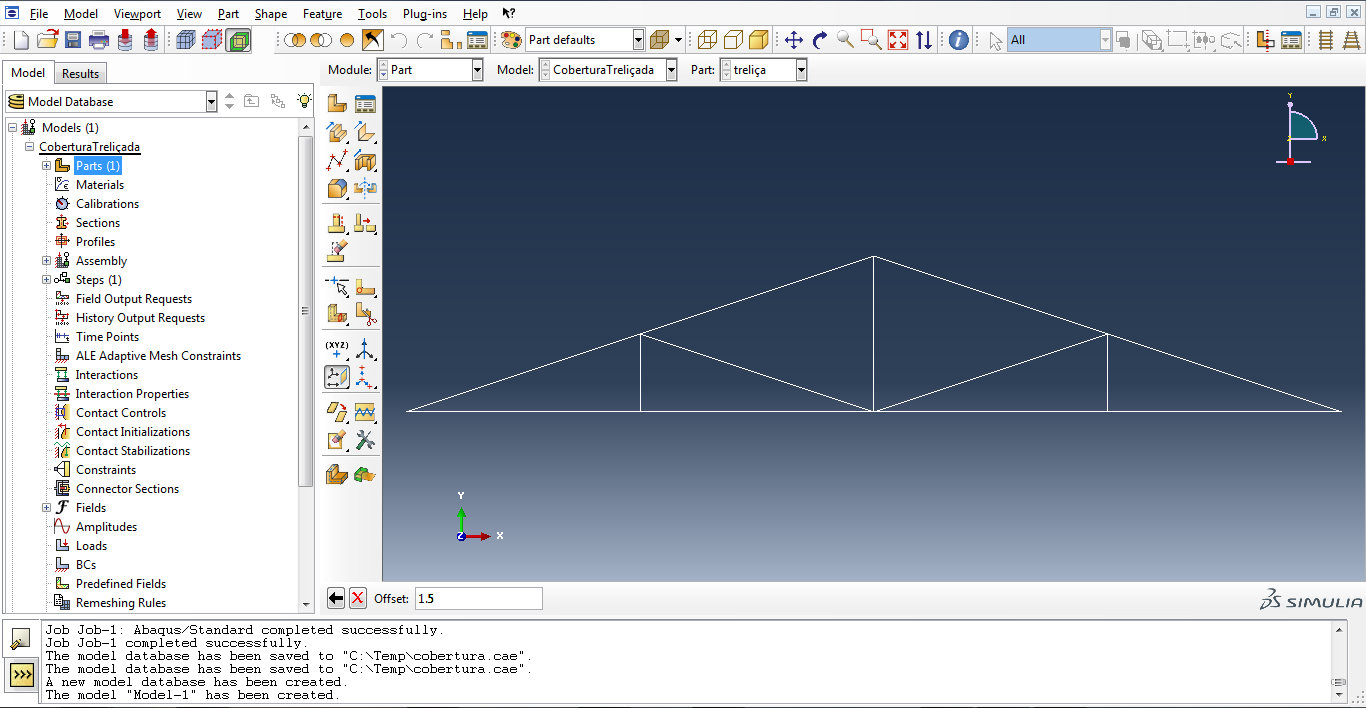 File Model Viewport View Part Shape Feature Tools Plug-ins Help
Part defaults All
Model Results Module: Part Model: CoberturaTreliçada Part: treliça
Model Database
Models (1)
CoberturaTreliçada
Parts (1)
Materials
Calibrations
Sections
Profiles
Assembly
Steps (1)
Field Output Requests
History Output Requests
Time Points
ALE Adaptive Mesh Constraints
Interactions
Interaction Properties
Contact Controls
Contact Initializations
Contact Stabilizations
Constraints
Connector Sections
Fields
Amplitudes
Loads
BCs
Predefined Fields
Remeshing Rules
(XYZ)
Y
X
Z
Y
X
Z
Offset: 1.5
SIMULIA
Job Job-1: Abaqus/Standard completed successfully.
Job Job-1 completed successfully.
The model database has been saved to "C:\Temp\cobertura.cae".
The model database has been saved to "C:\Temp\cobertura.cae".
A new model database has been created.
The model "Model-1" has been created.